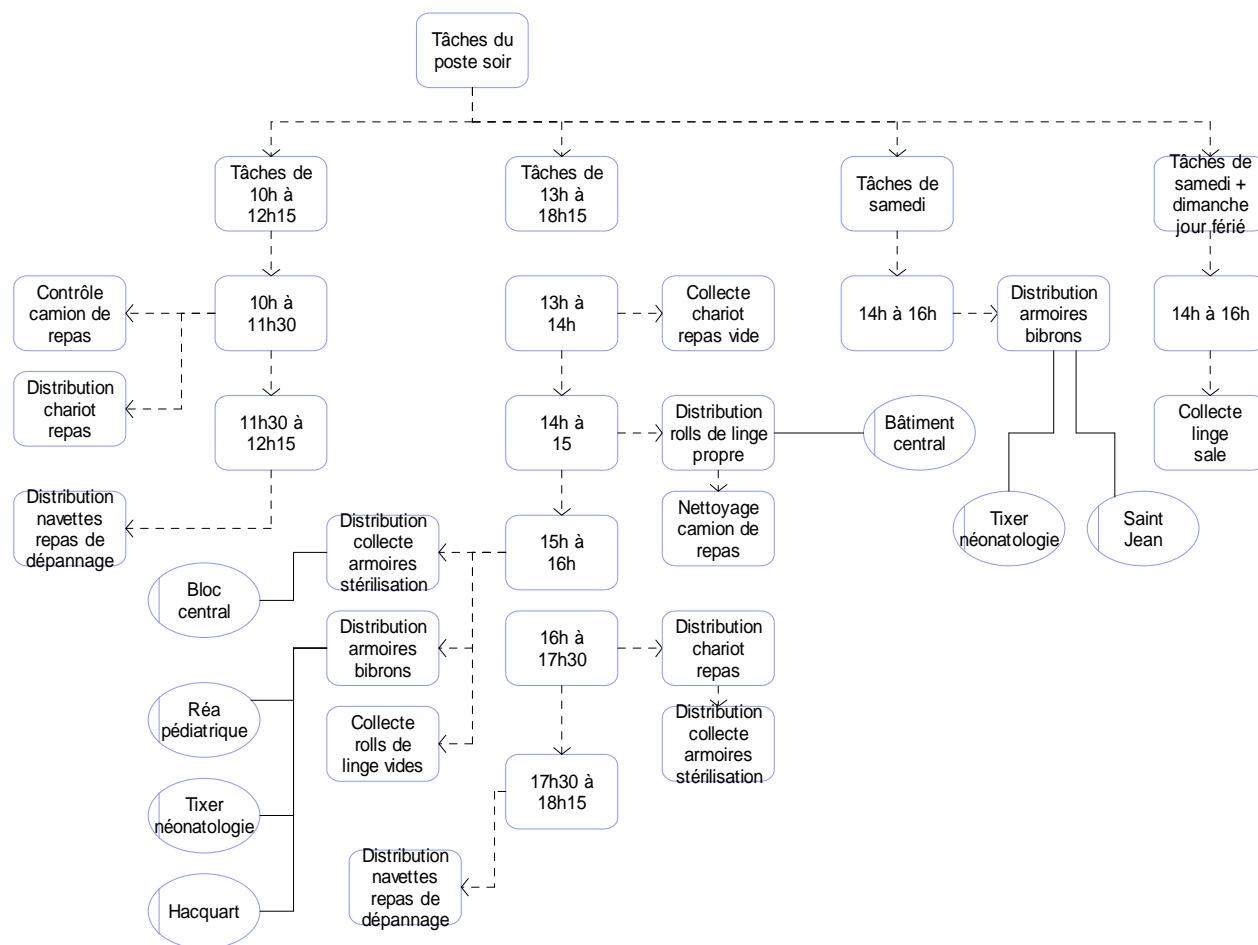 Tâches du
poste soir
Tâches de
10h à
12h15
Tâches de
13h à
18h15
Tâches de
samedi
Tâches de
samedi +
dimanche
jour férié
Contrôle
camion de
repas
10h à
11h30
13h à
14h
Collecte
chariot
repas vide
14h à 16h
Distribution
armoires
bibrons
14h à 16h
Distribution
chariot
repas
11h30 à
12h15
14h à
15
Distribution
rolls de linge
propre
Bâtiment
central
Collecte
linge
sale
Distribution
navettes
repas de
dépannage
Distribution
collecte
armoires
stérilisation
15h à
16h
Nettoyage
camion de
repas
Tixer
néonatologie
Saint
Jean
Bloc
central
Distribution
armoires
bibrons
16h à
17h30
Distribution
chariot
repas
Réa
pédiatrique
Collecte
rolls de
linge vides
Distribution
collecte
armoires
stérilisation
Tixer
néonatologie
17h30 à
18h15
Distribution
navettes
repas de
dépannage
Hacquart